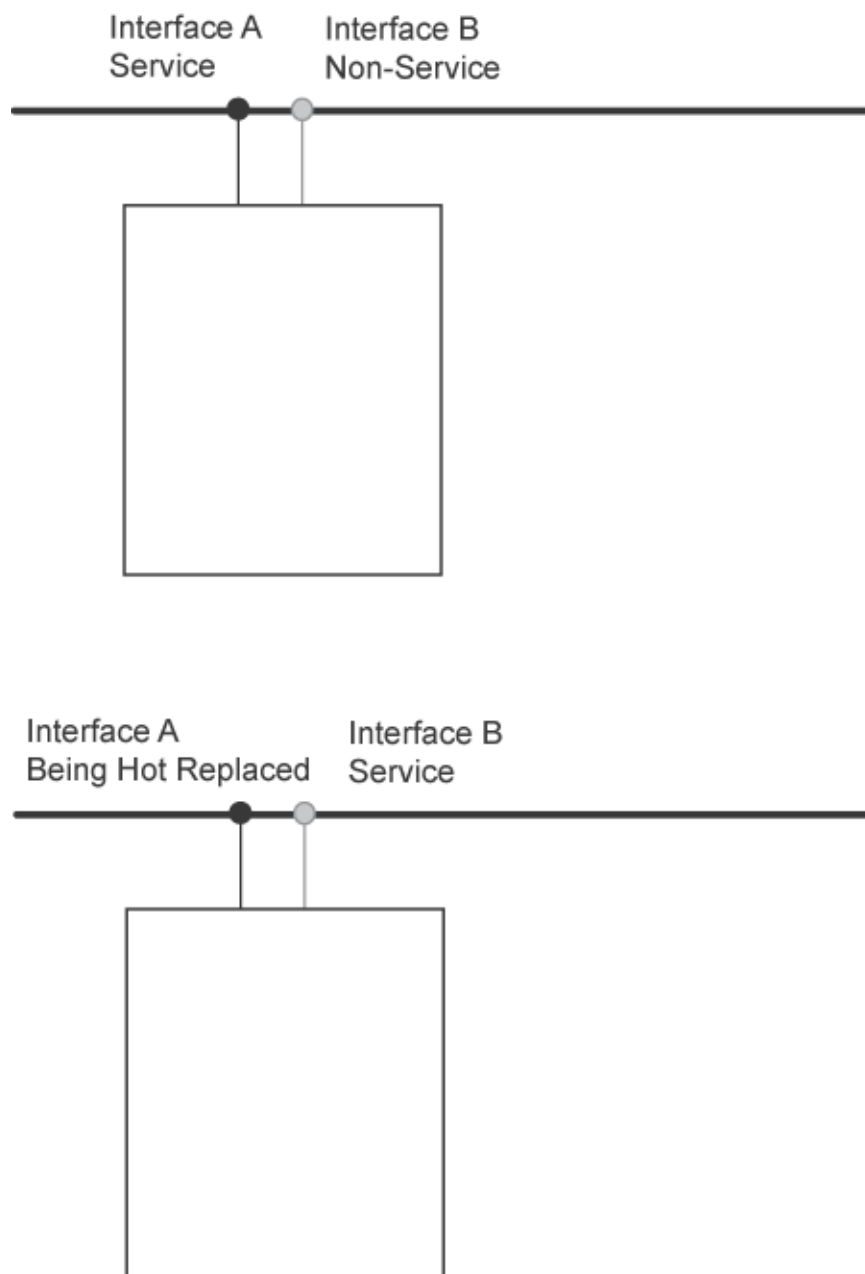 Interface A
Service
Interface B
Non-Service
Interface A
Being Hot Replaced
Interface B
Service